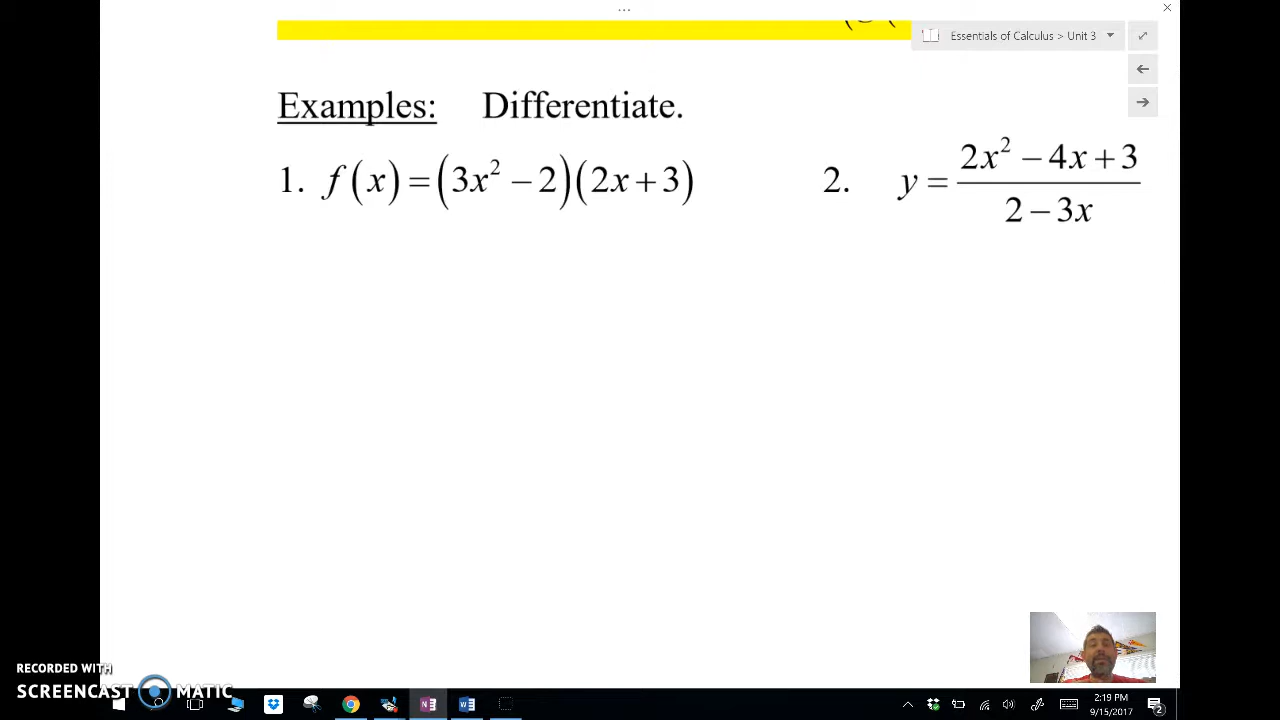 Essentials of Calculus > Unit 3
Examples: Differentiate.
1. f(x)=(3x²−2)(2x+3)
2. y = (2x²−4x+3)/(2−3x)
RECORDED WITH
SCREENCAST MATIC
2:19 PM
9/15/2017
2